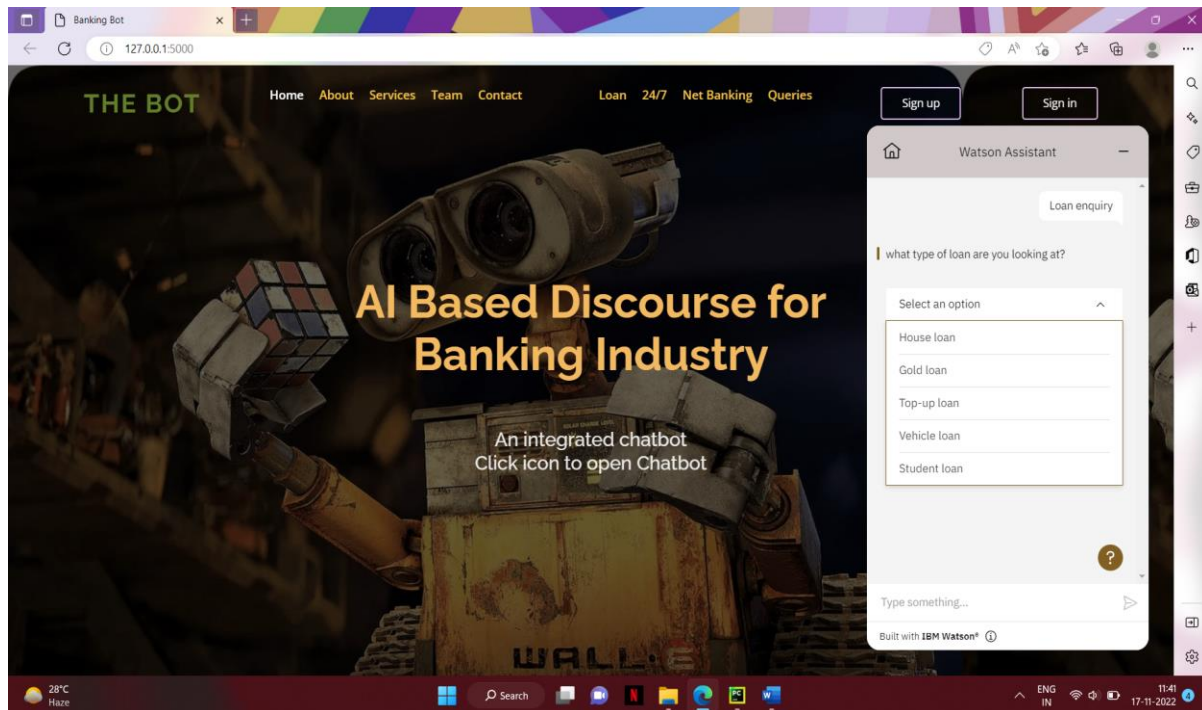 Banking Bot
127.0.0.1:5000
THE BOT
Home About Services Team Contact Loan 24/7 Net Banking Queries
Sign up Sign in
AI Based Discourse for
Banking Industry
An integrated chatbot
Click icon to open Chatbot
WALL·E
Watson Assistant
Loan enquiry
what type of loan are you looking at?
Select an option
House loan
Gold loan
Top-up loan
Vehicle loan
Student loan
?
Type something...
Built with IBM Watson®
28°C
Haze
Search
ENG
IN
11:41
17-11-2022
4